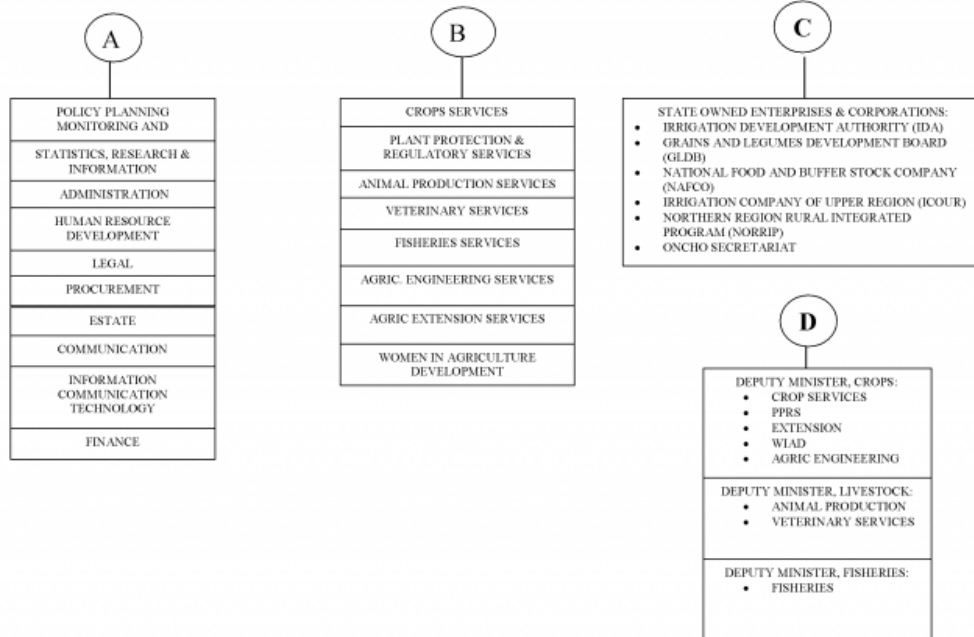 A
POLICY PLANNING
MONITORING AND
STATISTICS, RESEARCH &
INFORMATION
ADMINISTRATION
HUMAN RESOURCE
DEVELOPMENT
LEGAL
PROCUREMENT
ESTATE
COMMUNICATION
INFORMATION
COMMUNICATION
TECHNOLOGY
FINANCE
B
CROPS SERVICES
PLANT PROTECTION &
REGULATORY SERVICES
ANIMAL PRODUCTION SERVICES
VETERINARY SERVICES
FISHERIES SERVICES
AGRIC. ENGINEERING SERVICES
AGRIC EXTENSION SERVICES
WOMEN IN AGRICULTURE
DEVELOPMENT
C
STATE OWNED ENTERPRISES & CORPORATIONS:
• IRRIGATION DEVELOPMENT AUTHORITY (IDA)
• GRAINS AND LEGUMES DEVELOPMENT BOARD
(GLDB)
• NATIONAL FOOD AND BUFFER STOCK COMPANY
(NAFCO)
• IRRIGATION COMPANY OF UPPER REGION (ICOUR)
• NORTHERN REGION RURAL INTEGRATED
PROGRAM (NORRIP)
• ONCHO SECRETARIAT
D
DEPUTY MINISTER, CROPS:
• CROP SERVICES
• PPRS
• EXTENSION
• WIAD
• AGRIC ENGINEERING
DEPUTY MINISTER, LIVESTOCK:
• ANIMAL PRODUCTION
• VETERINARY SERVICES
DEPUTY MINISTER, FISHERIES:
• FISHERIES